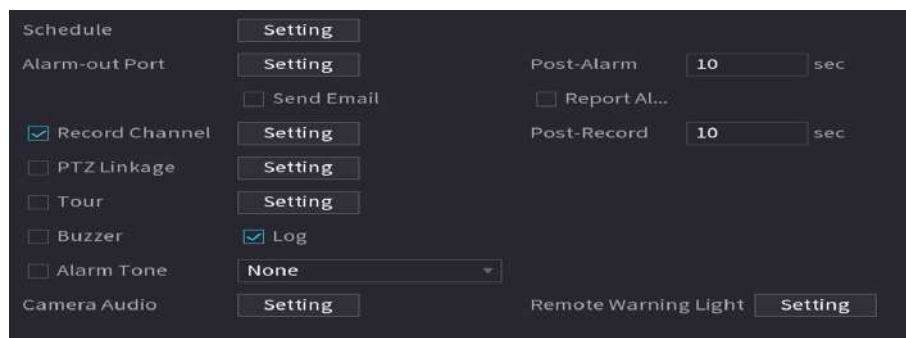 Schedule Setting
Alarm-out Port Setting Post-Alarm 10 sec
Send Email Report Al...
Record Channel Setting Post-Record 10 sec
PTZ Linkage Setting
Tour Setting
Buzzer Log
Alarm Tone None
Camera Audio Setting Remote Warning Light Setting